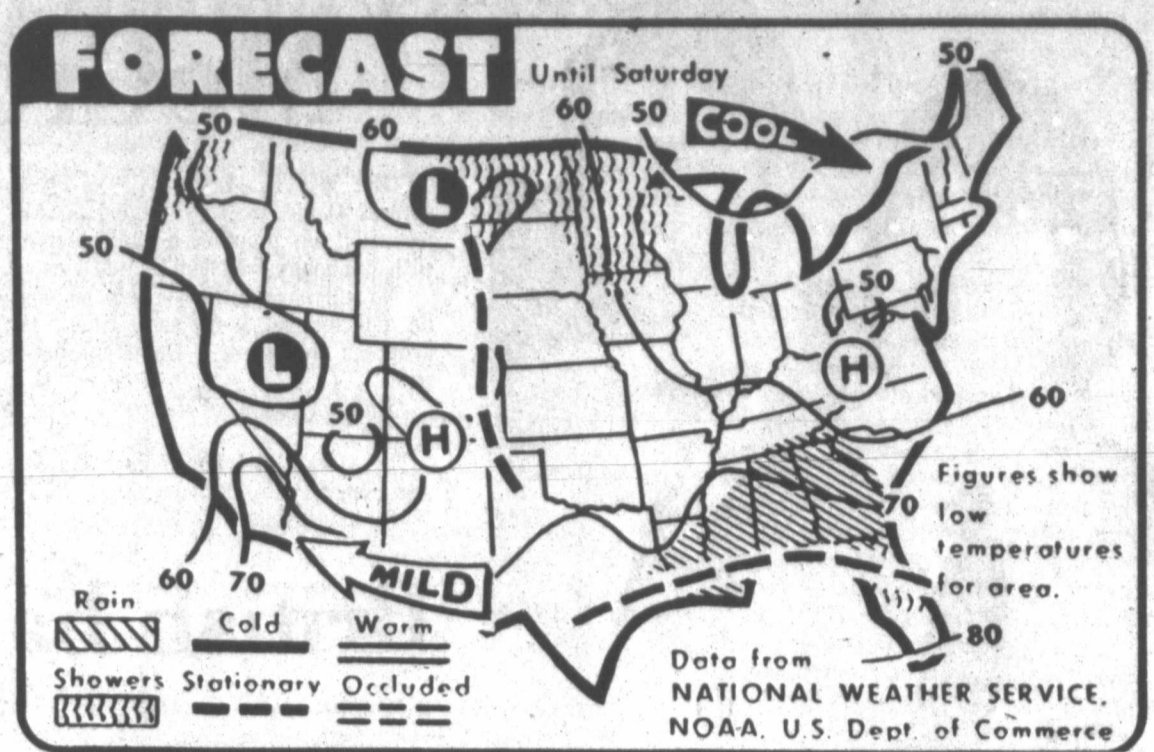 FORECAST
Until Saturday
50
60
60
50
COOL
50
L
50
50
L
H
50
H
60
60
70
MILD
70
80
Figures show
low
temperatures
for area.
Rain
Cold
Warm
Showers
Stationary
Occluded
Data from
NATIONAL WEATHER SERVICE,
NOAA, U.S. Dept. of Commerce